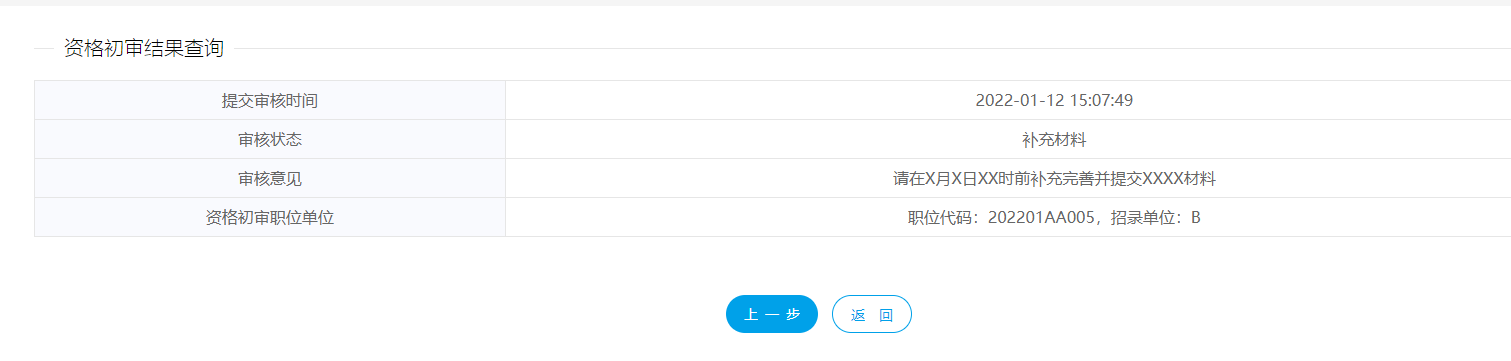 资格初审结果查询
提交审核时间 2022-01-12 15:07:49
审核状态 补充材料
审核意见 请在X月X日XX时前补充完善并提交XXXX材料
资格初审职位单位 职位代码：202201AA005，招录单位：B
上一步 返 回